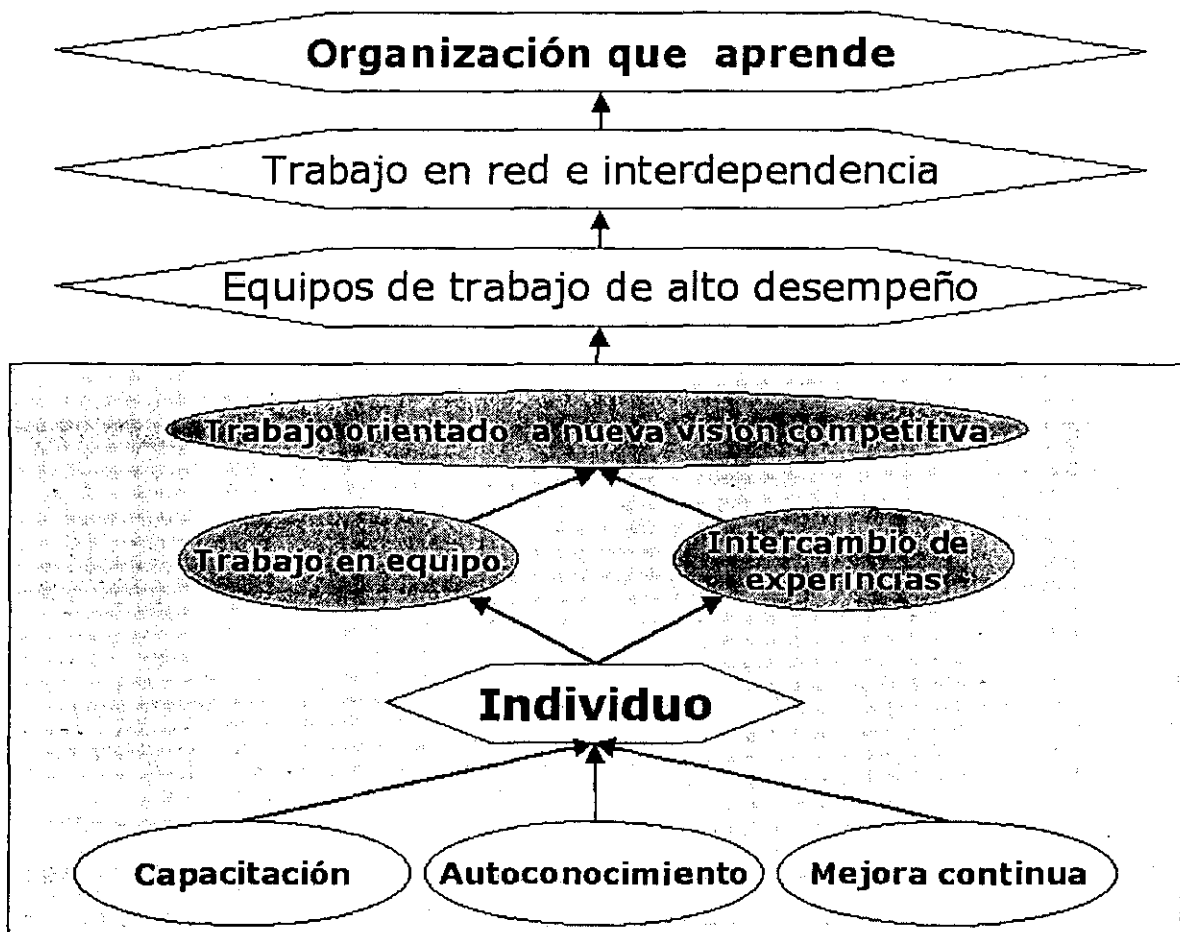 Organización que aprende
Trabajo en red e interdependencia
Equipos de trabajo de alto desempeño
Trabajo orientado a nueva visión competitiva
Trabajo en equipo
Intercambio de
experincias
Individuo
Capacitación
Autoconocimiento
Mejora continua